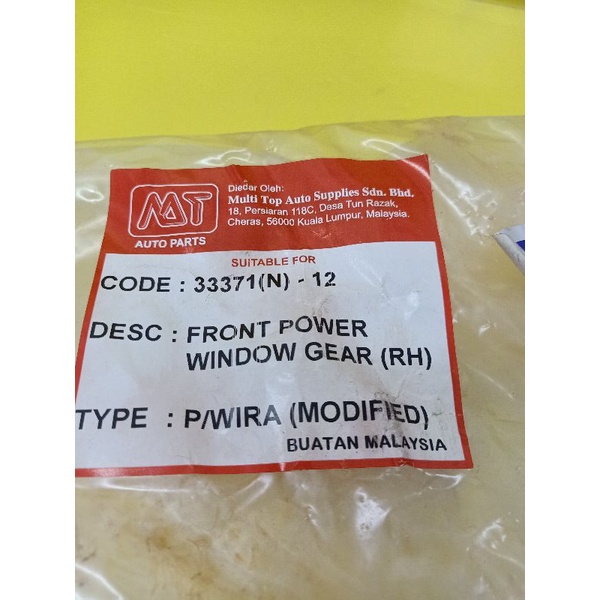 MT
AUTO PARTS
Diedar Oleh:
Multi Top Auto Supplies Sdn. Bhd.
18, Persiaran 118C, Desa Tun Razak,
Cheras, 56000 Kuala Lumpur, Malaysia.
SUITABLE FOR
CODE : 33371(N) - 12
DESC : FRONT POWER
WINDOW GEAR (RH)
TYPE : P/WIRA (MODIFIED)
BUATAN MALAYSIA